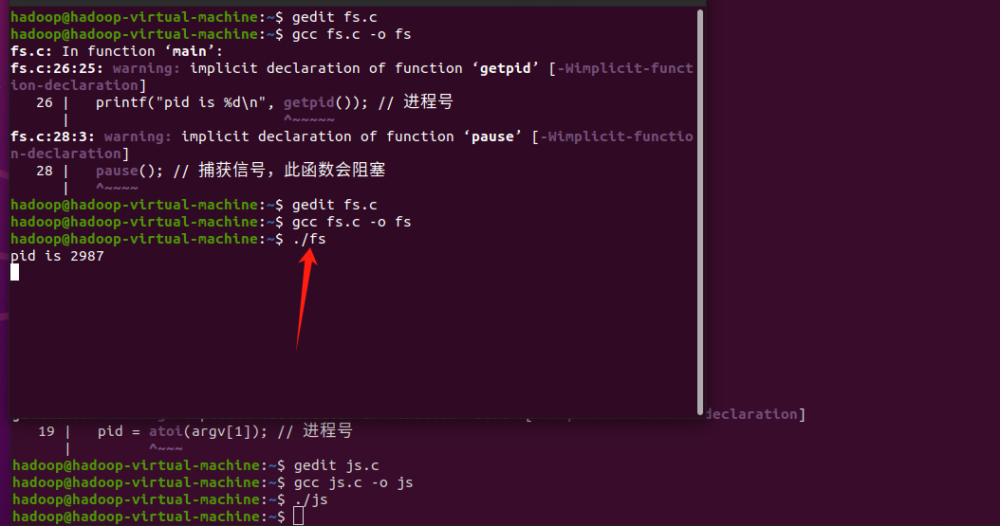 hadoop@hadoop-virtual-machine:~$ gedit fs.c
hadoop@hadoop-virtual-machine:~$ gcc fs.c -o fs
fs.c: In function ‘main’:
fs.c:26:25: warning: implicit declaration of function ‘getpid’ [-Wimplicit-funct
ion-declaration]
26 |   printf("pid is %d\n", getpid()); // 进程号
|                         ^~~~~~
fs.c:28:3: warning: implicit declaration of function ‘pause’ [-Wimplicit-functio
n-declaration]
28 |   pause(); // 捕获信号，此函数会阻塞
|   ^~~~~
hadoop@hadoop-virtual-machine:~$ gedit fs.c
hadoop@hadoop-virtual-machine:~$ gcc fs.c -o fs
hadoop@hadoop-virtual-machine:~$ ./fs
pid is 2987
declaration]
19 |   pid = atoi(argv[1]); // 进程号
|         ^~~~
hadoop@hadoop-virtual-machine:~$ gedit js.c
hadoop@hadoop-virtual-machine:~$ gcc js.c -o js
hadoop@hadoop-virtual-machine:~$ ./js
hadoop@hadoop-virtual-machine:~$